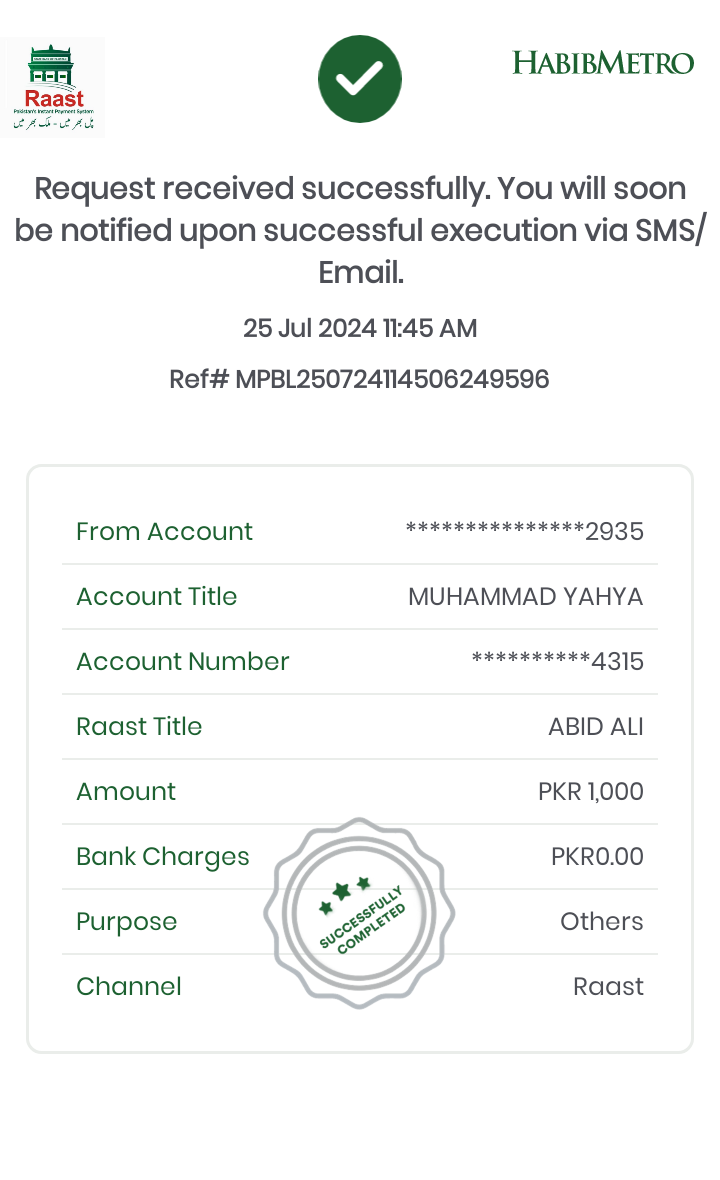 Raast
Pakistan's Instant Payment System
پل بھر میں - ملک بھر میں
HABIBMETRO
Request received successfully. You will soon
be notified upon successful execution via SMS/
Email.
25 Jul 2024 11:45 AM
Ref# MPBL250724114506249596
From Account ***************2935
Account Title MUHAMMAD YAHYA
Account Number **********4315
Raast Title ABID ALI
Amount PKR 1,000
Bank Charges PKR0.00
Purpose Others
Channel Raast
SUCCESSFULLY
COMPLETED